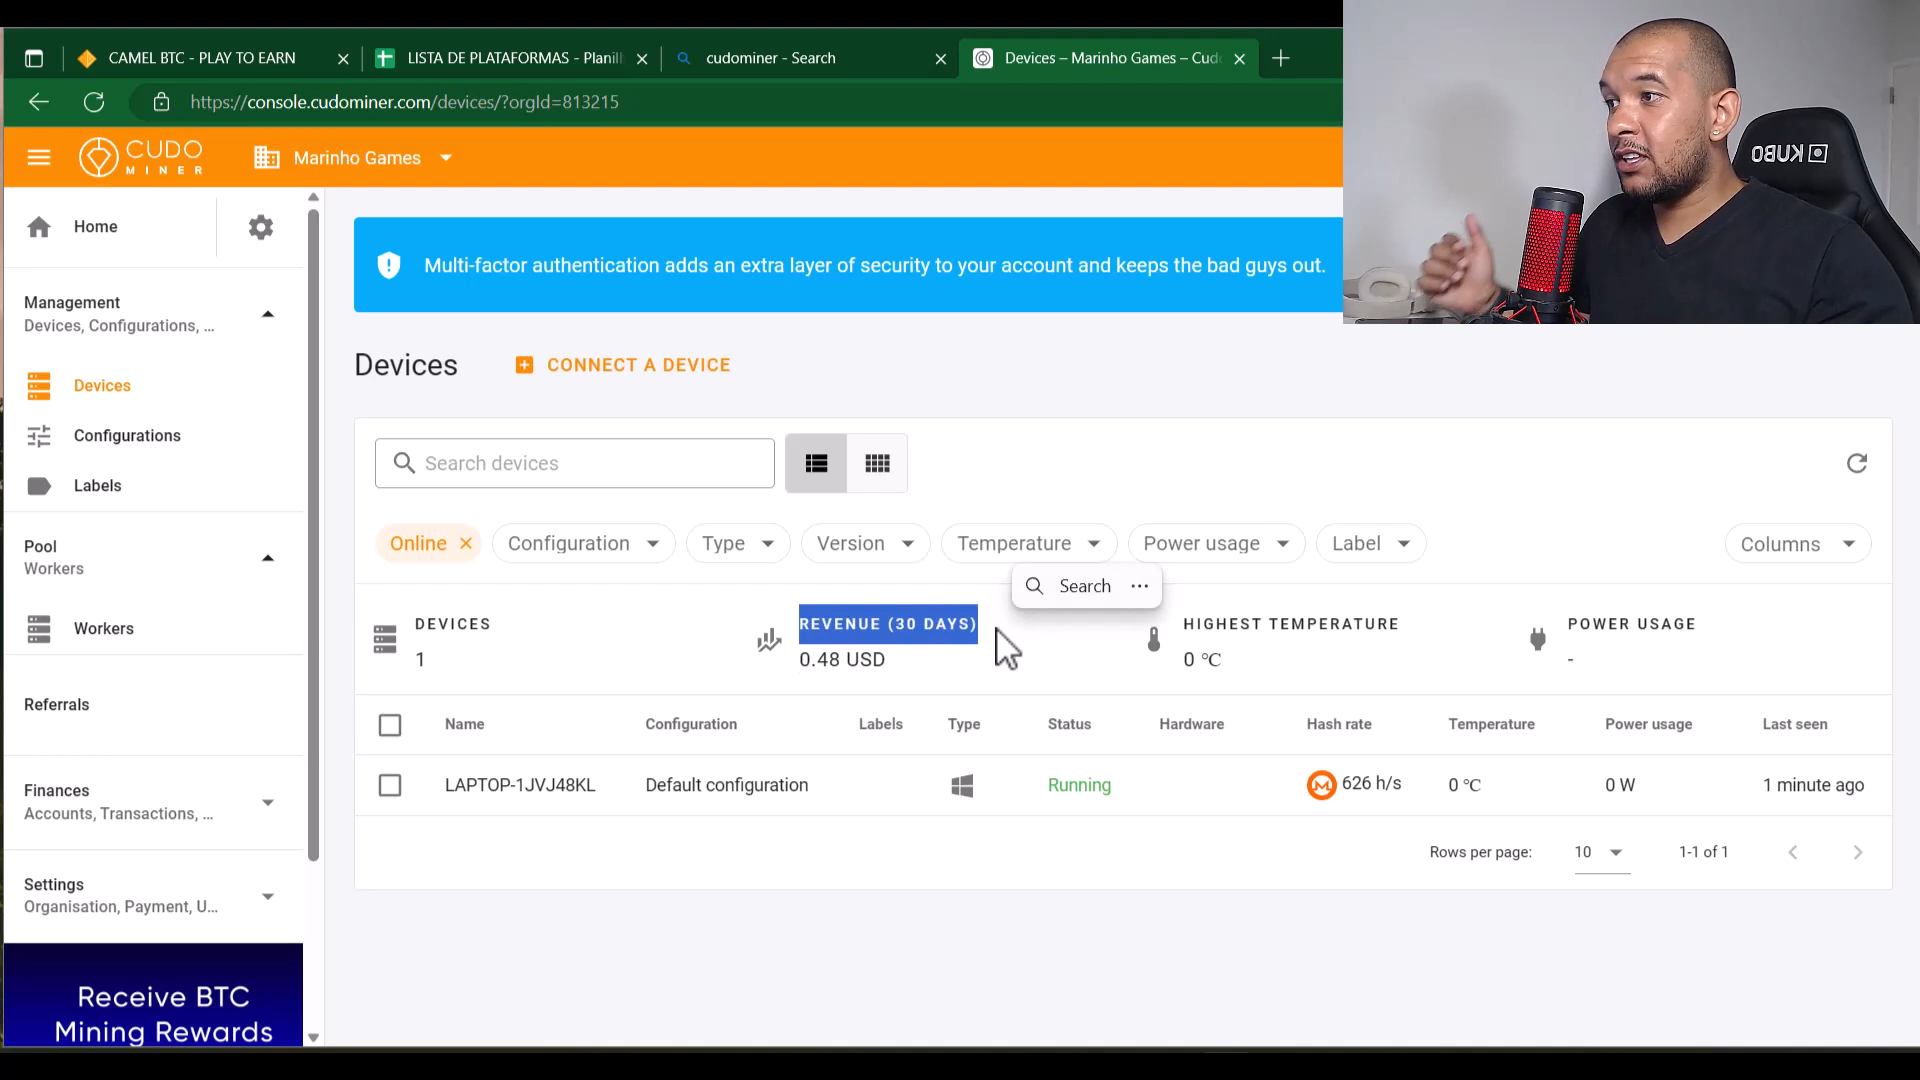 CAMEL BTC - PLAY TO EARN
LISTA DE PLATAFORMAS - Planil
cudominer - Search
Devices – Marinho Games – Cud
https://console.cudominer.com/devices/?orgId=813215
CUDO
MINER
Marinho Games
KUBO
Home
Multi-factor authentication adds an extra layer of security to your account and keeps the bad guys out.
Management
Devices, Configurations, ...
Devices
Configurations
Labels
Pool
Workers
Workers
Referrals
Finances
Accounts, Transactions, ...
Settings
Organisation, Payment, U...
Receive BTC
Mining Rewards
Devices
CONNECT A DEVICE
Search devices
Online
Configuration
Type
Version
Temperature
Power usage
Label
Columns
Search
DEVICES
1
REVENUE (30 DAYS)
0.48 USD
HIGHEST TEMPERATURE
0 °C
POWER USAGE
-
Name Configuration Labels Type Status Hardware Hash rate Temperature Power usage Last seen
LAPTOP-1JVJ48KL Default configuration Running 626 h/s 0 °C 0 W 1 minute ago
Rows per page: 10 1-1 of 1